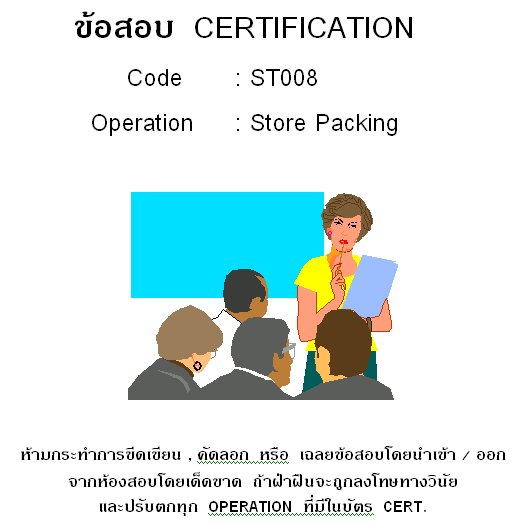 ข้อสอบ CERTIFICATION
Code : ST008
Operation : Store Packing
ห้ามกระทำการขีดเขียน , คัดลอก หรือ เฉลยข้อสอบโดยนำเข้า / ออก
จากห้องสอบโดยเด็ดขาด ถ้าฝ่าฝืนจะถูกลงโทษทางวินัย
และปรับตกทุก OPERATION ที่มีในบัตร CERT.